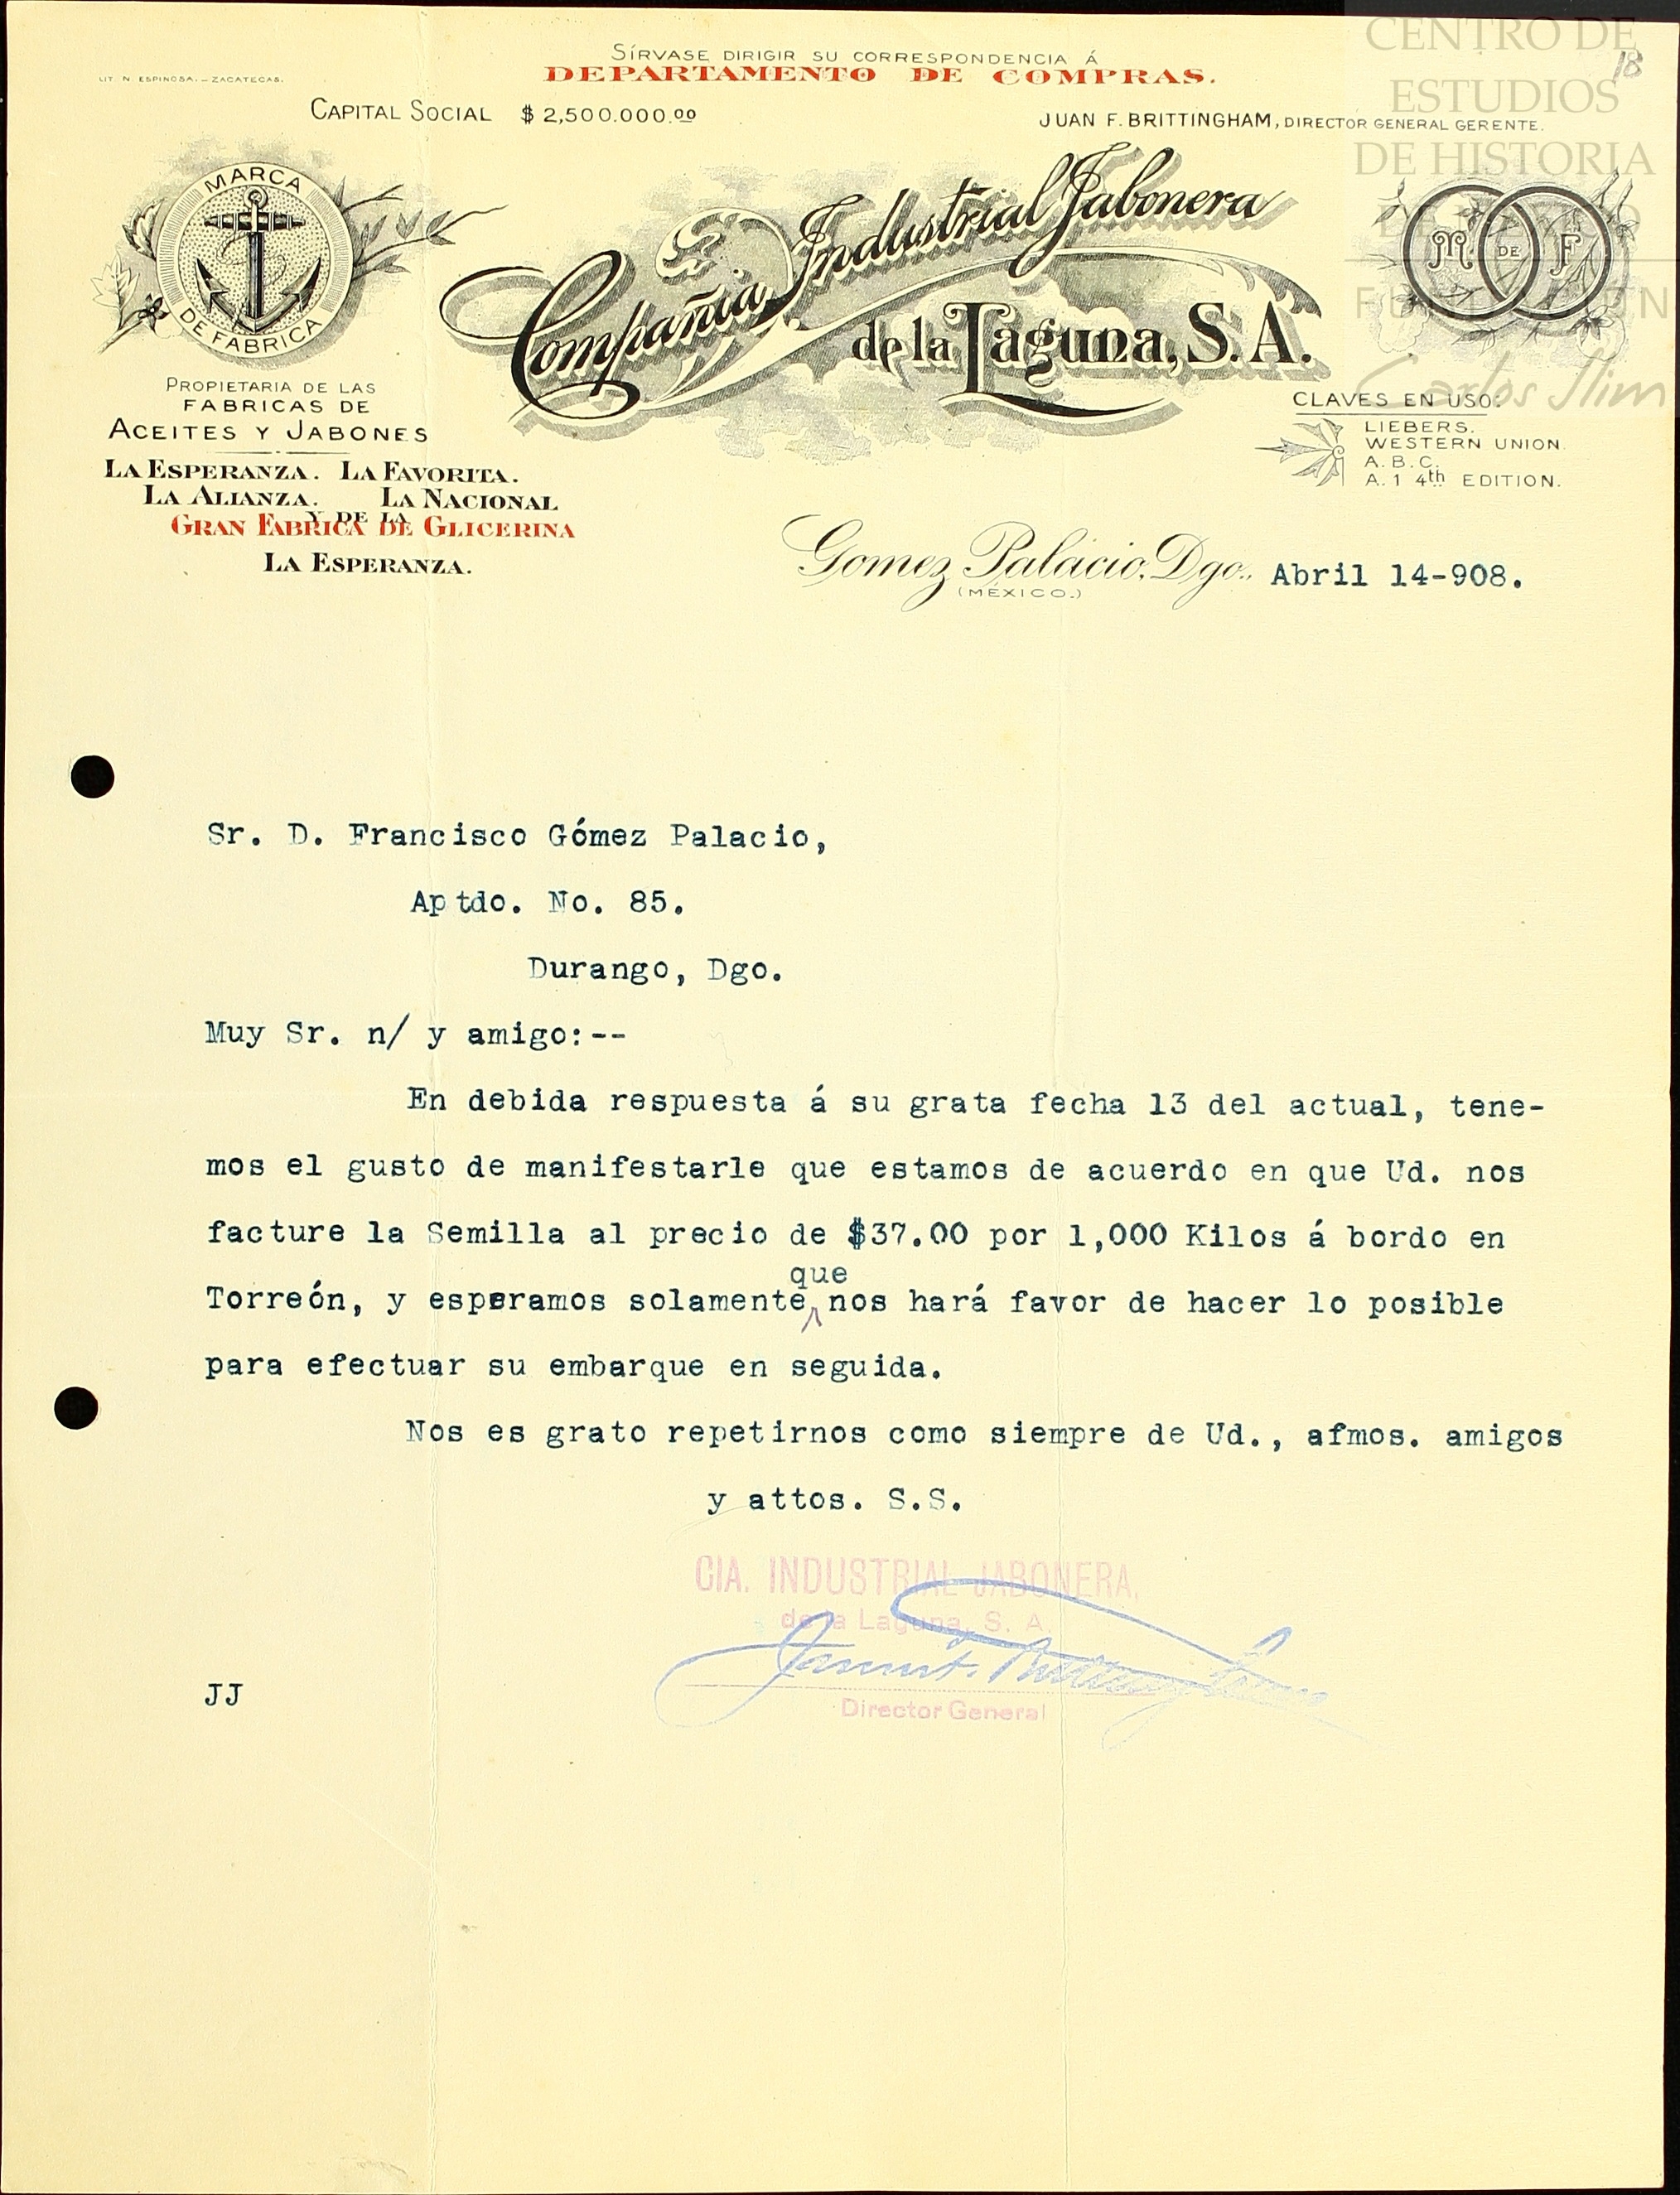 CENTRO DE
ESTUDIOS
DE HISTORIA
FUNDACIÓN
Carlos Slim
18
LIT. N. ESPINOSA.—ZACATECAS.
SÍRVASE DIRIGIR SU CORRESPONDENCIA Á
DEPARTAMENTO DE COMPRAS.
CAPITAL SOCIAL $ 2,500.000.00
JUAN F. BRITTINGHAM, DIRECTOR GENERAL GERENTE.
MARCA
DE FABRICA
Compañia Industrial Jabonera
de la Laguna, S. A.
M. DE F
PROPIETARIA DE LAS
FABRICAS DE
ACEITES Y JABONES
LA ESPERANZA. LA FAVORITA.
LA ALIANZA. LA NACIONAL
Y DE LA
GRAN FABRICA DE GLICERINA
LA ESPERANZA.
CLAVES EN USO:
LIEBERS.
WESTERN UNION.
A. B. C.
A. 1 4th EDITION.
Gomez Palacio, Dgo., Abril 14-908.
(MÉXICO.)
Sr. D. Francisco Gómez Palacio,
Aptdo. No. 85.
Durango, Dgo.
Muy Sr. n/ y amigo:--
En debida respuesta á su grata fecha 13 del actual, tene-
mos el gusto de manifestarle que estamos de acuerdo en que Ud. nos
facture la Semilla al precio de $37.00 por 1,000 Kilos á bordo en
Torreón, y esperamos solamente que nos hará favor de hacer lo posible
para efectuar su embarque en seguida.
Nos es grato repetirnos como siempre de Ud., afmos. amigos
y attos. S.S.
CIA. INDUSTRIAL JABONERA,
de la Laguna, S. A.
Director General
JJ